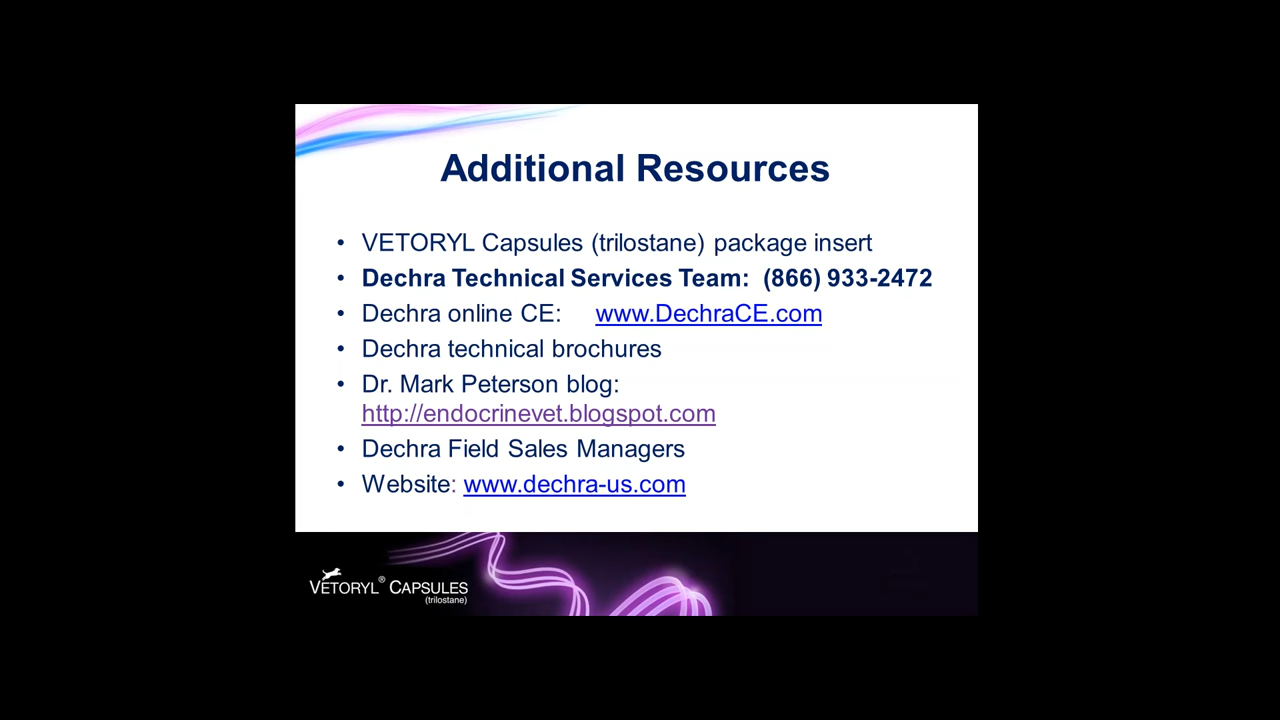 Additional Resources
• VETORYL Capsules (trilostane) package insert
• Dechra Technical Services Team: (866) 933-2472
• Dechra online CE: www.DechraCE.com
• Dechra technical brochures
• Dr. Mark Peterson blog:
http://endocrinevet.blogspot.com
• Dechra Field Sales Managers
• Website: www.dechra-us.com
VETORYL® CAPSULES
(trilostane)